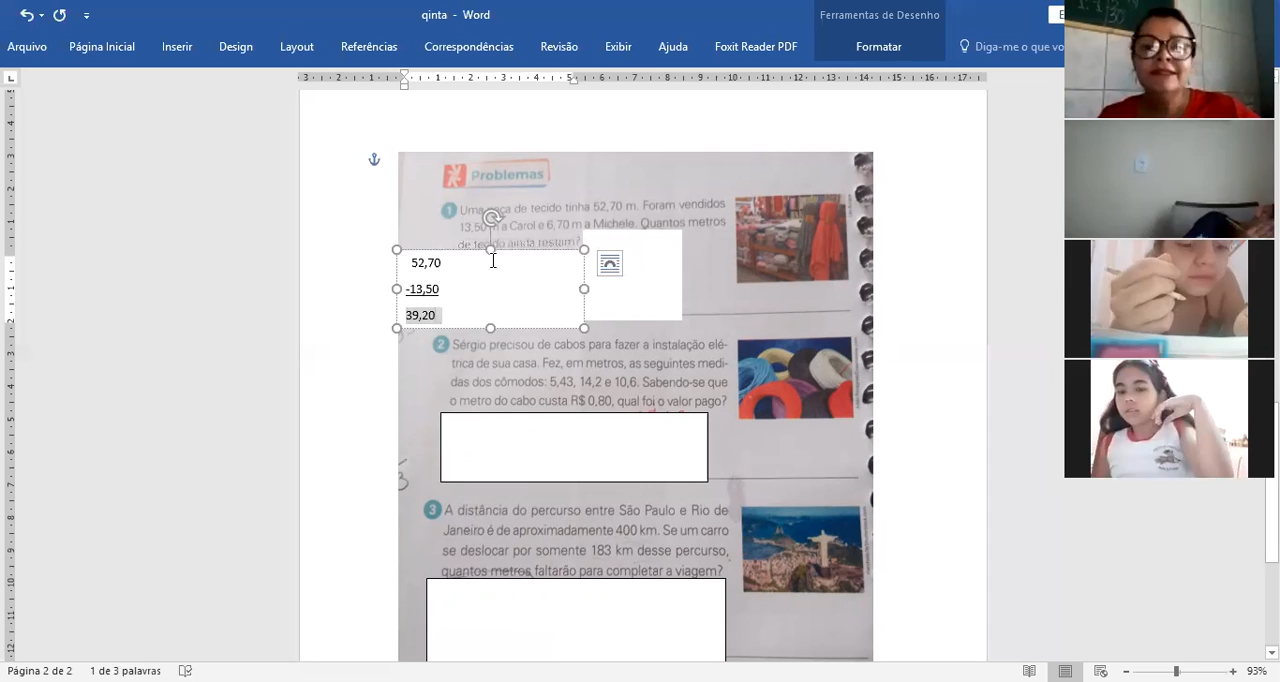 qinta - Word
Ferramentas de Desenho
Arquivo Página Inicial Inserir Design Layout Referências Correspondências Revisão Exibir Ajuda Foxit Reader PDF Formatar Diga-me o que vo
Problemas
1 Uma peça de tecido tinha 52,70 m. Foram vendidos
13,50 m a Carol e 6,70 m a Michele. Quantos metros
de tecido ainda restam?
52,70
-13,50
39,20
2 Sérgio precisou de cabos para fazer a instalação elé-
trica de sua casa. Fez, em metros, as seguintes medi-
das dos cômodos: 5,43, 14,2 e 10,6. Sabendo-se que
o metro do cabo custa R$ 0,80, qual foi o valor pago?
3 A distância do percurso entre São Paulo e Rio de
Janeiro é de aproximadamente 400 km. Se um carro
se deslocar por somente 183 km desse percurso,
quantos metros faltarão para completar a viagem?
Página 2 de 2 1 de 3 palavras 93%